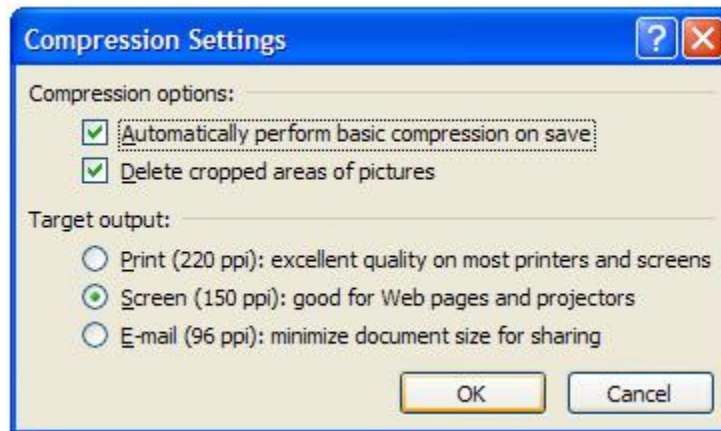 Compression Settings
?
Compression options:
Automatically perform basic compression on save
Delete cropped areas of pictures
Target output:
Print (220 ppi): excellent quality on most printers and screens
Screen (150 ppi): good for Web pages and projectors
E-mail (96 ppi): minimize document size for sharing
OK Cancel